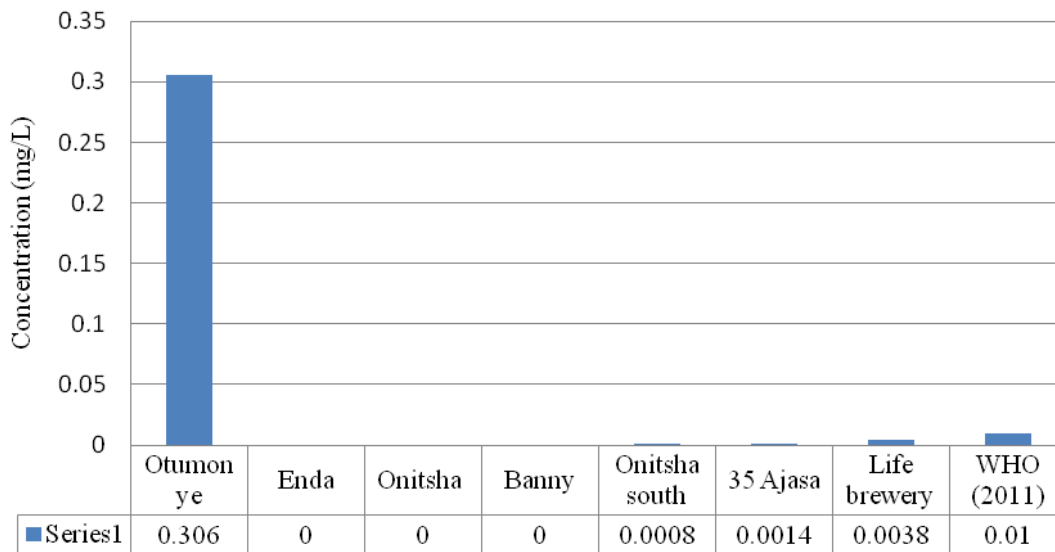 0.35
0.3
0.25
0.2
0.15
0.1
0.05
0
Concentration (mg/L)
Otumon
ye
Enda
Onitsha
Banny
Onitsha
south
35 Ajasa
Life
brewery
WHO
(2011)
Series1 0.306 0 0 0 0.0008 0.0014 0.0038 0.01